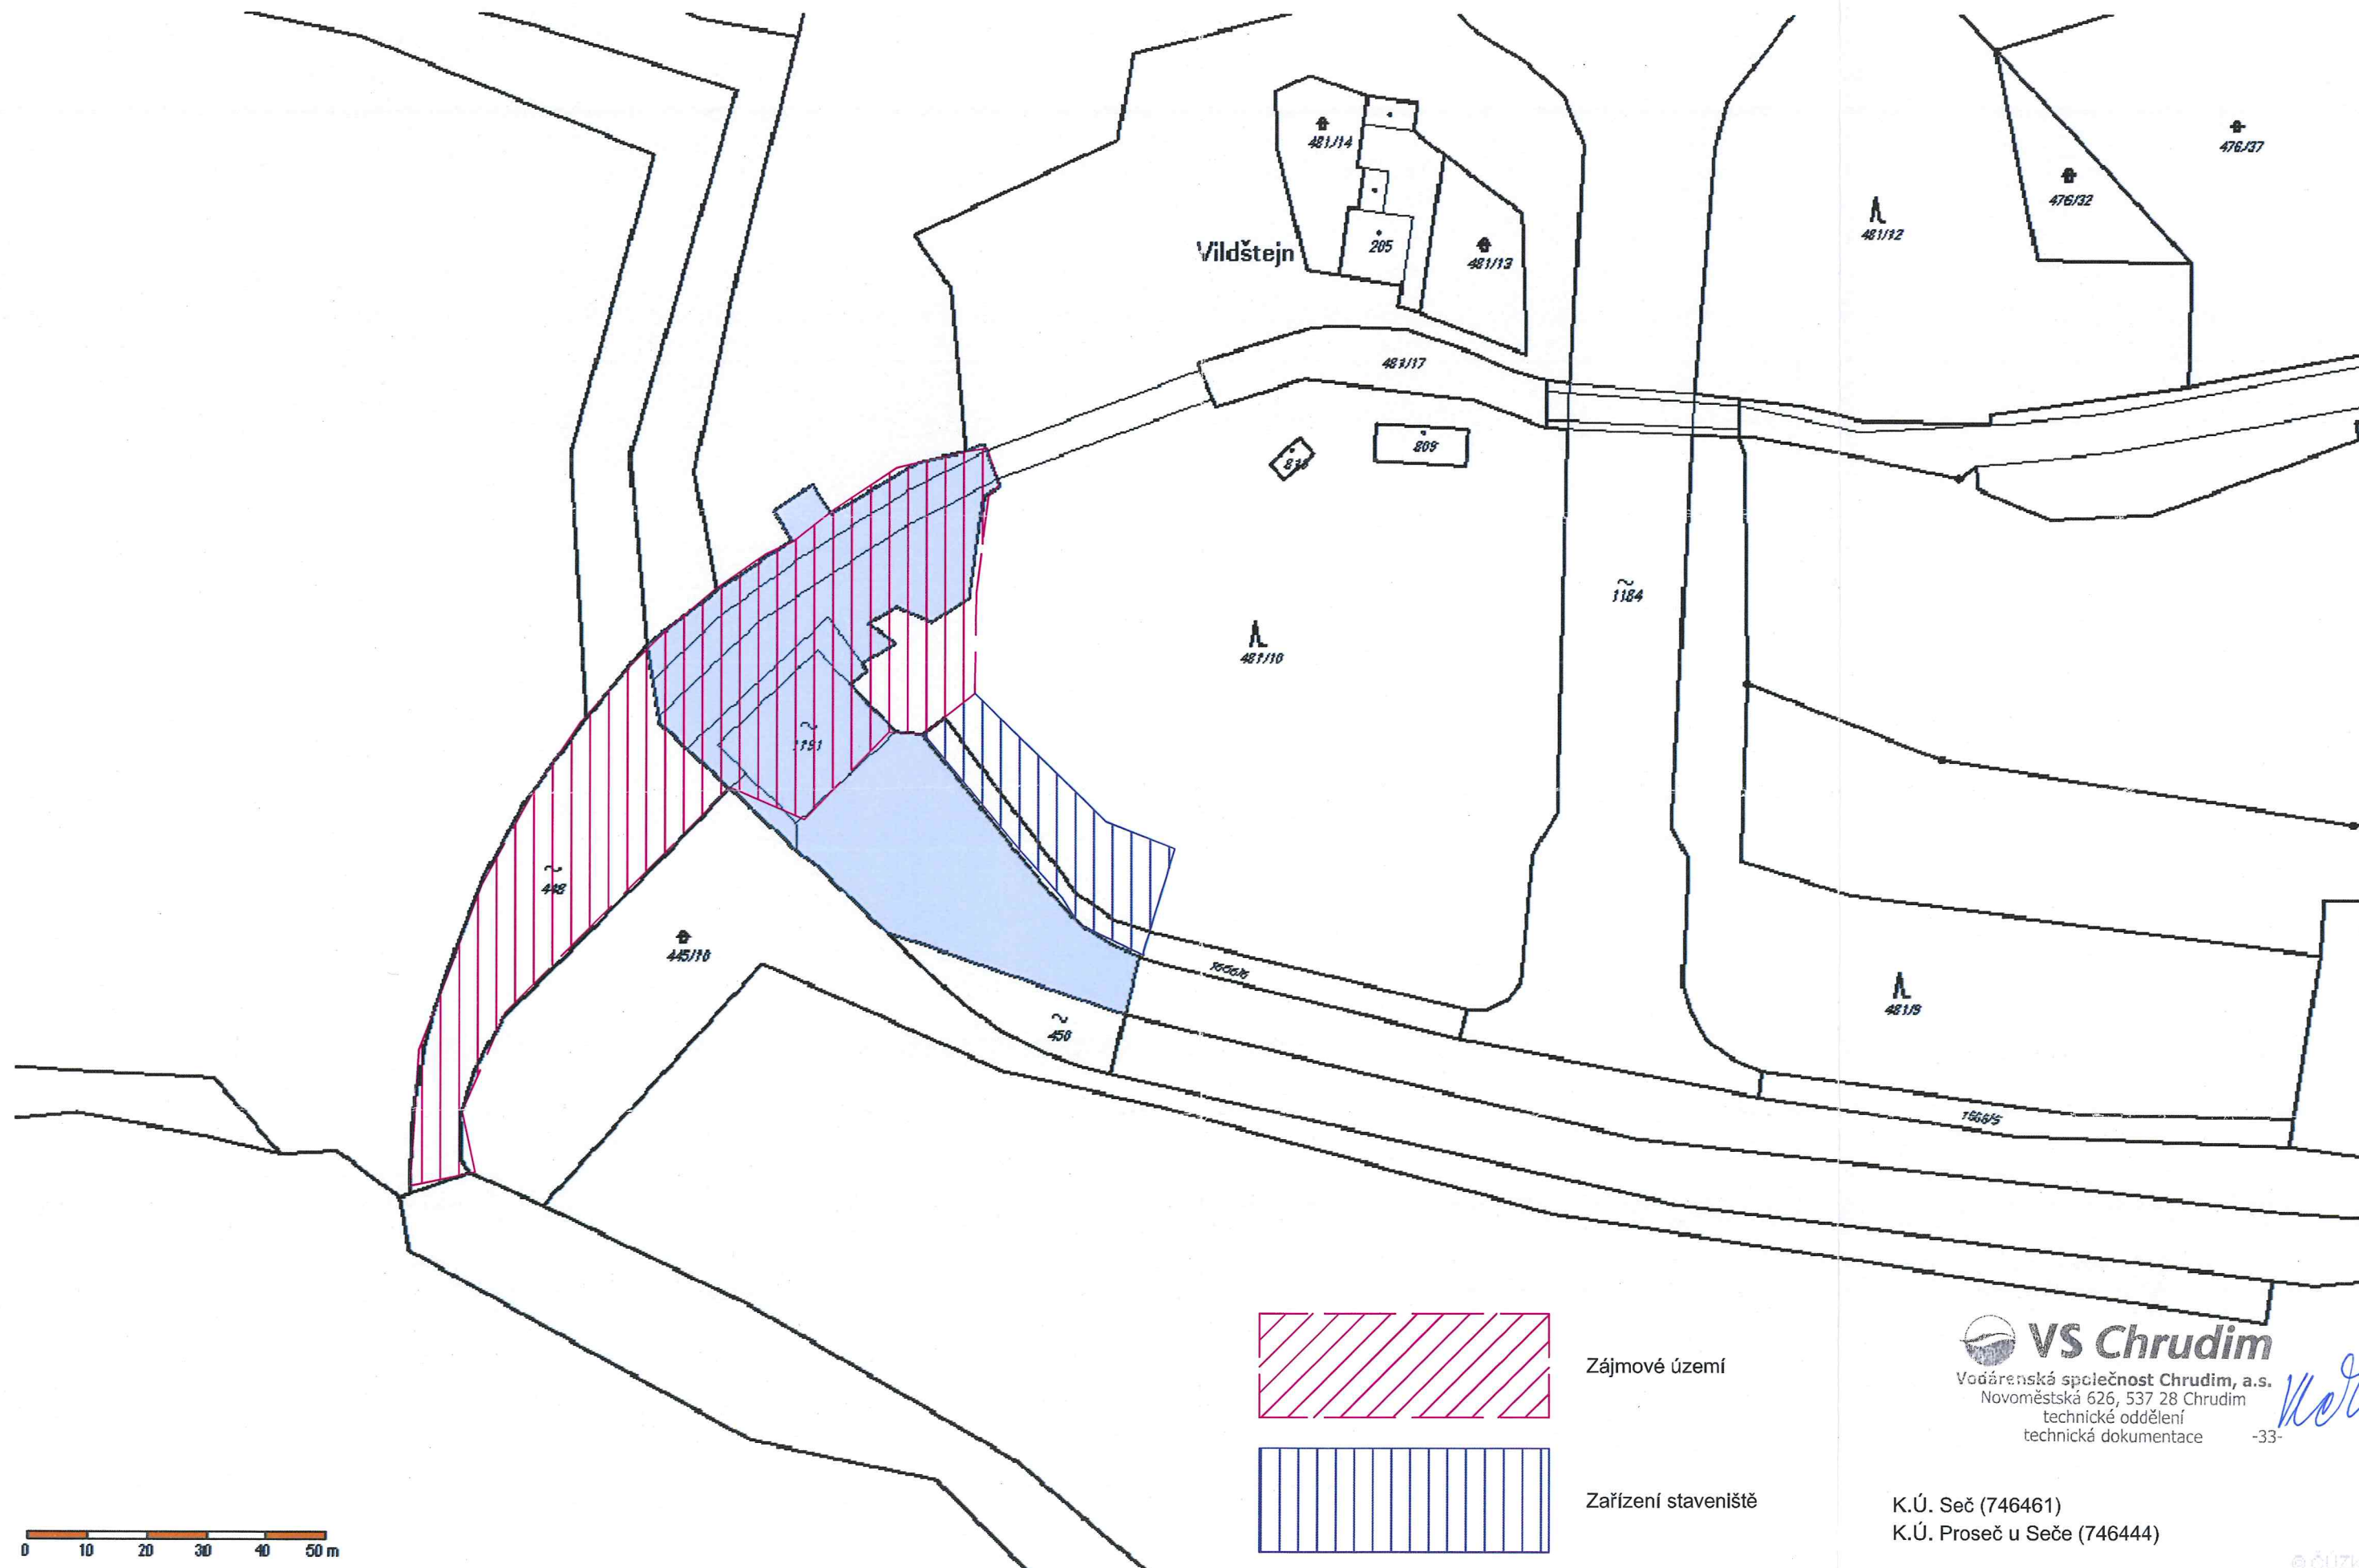 481/14
476/37
476/32
481/12
Vildštejn
205
481/13
481/17
809
1184
481/10
1191
448
445/10
450
1666/6
481/9
1666/5
Zájmové území
Zařízení staveniště
VS Chrudim
Vodárenská společnost Chrudim, a.s.
Novoměstská 626, 537 28 Chrudim
technické oddělení
technická dokumentace -33-
K.Ú. Seč (746461)
K.Ú. Proseč u Seče (746444)
0 10 20 30 40 50 m